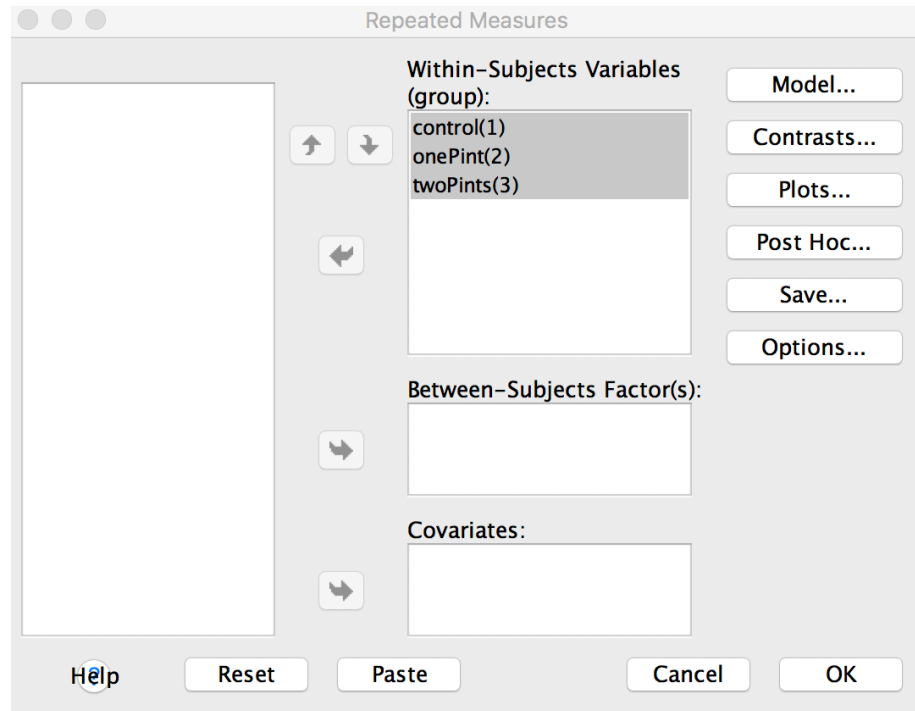 Repeated Measures
Within-Subjects Variables
(group):
control(1)
onePint(2)
twoPints(3)
Model...
Contrasts...
Plots...
Post Hoc...
Save...
Options...
Between-Subjects Factor(s):
Covariates:
Help
Reset
Paste
Cancel
OK